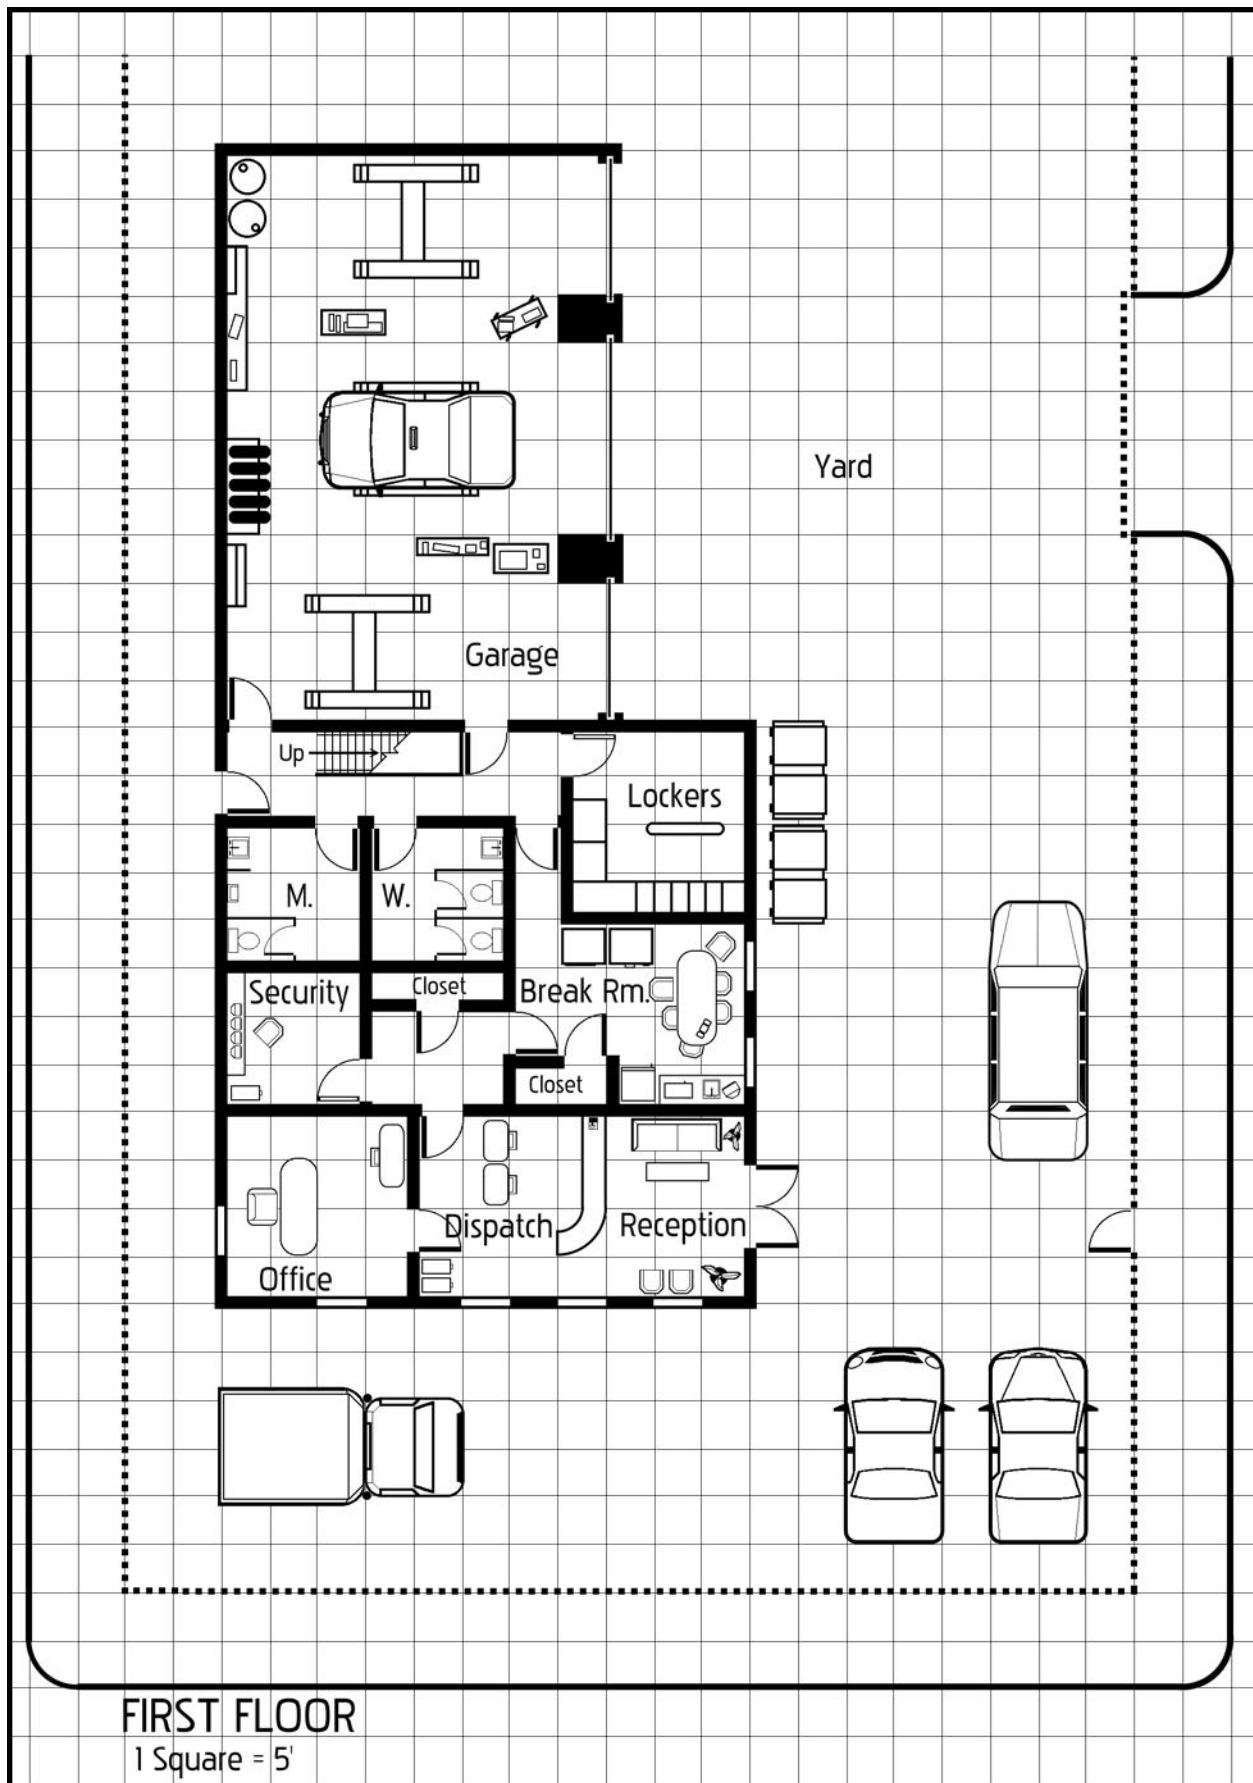 Yard
Garage
Up
Lockers
M.
W.
Security
Closet
Break Rm.
Closet
Dispatch
Reception
Office
FIRST FLOOR
1 Square = 5'